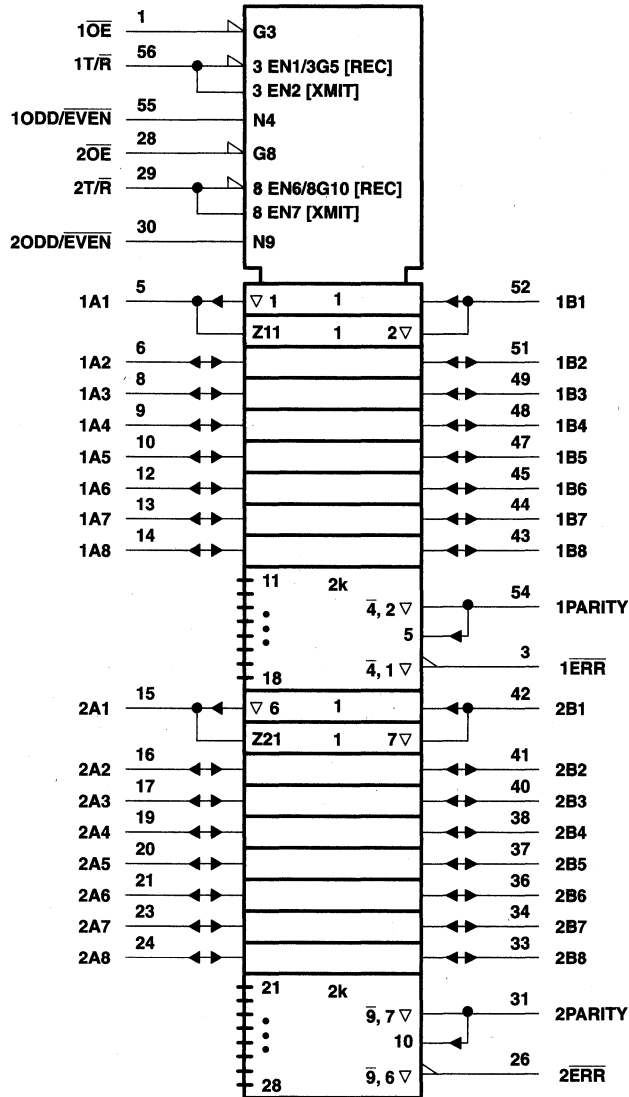 1O̅E̅ 1 G3
1T/R̅ 56 3 EN1/3G5 [REC]
3 EN2 [XMIT]
1ODD/E̅V̅E̅N̅ 55 N4
2O̅E̅ 28 G8
2T/R̅ 29 8 EN6/8G10 [REC]
8 EN7 [XMIT]
2ODD/E̅V̅E̅N̅ 30 N9
1A1 5 ▽ 1 1 52 1B1
Z11 1 2 ▽
1A2 6 51 1B2
1A3 8 49 1B3
1A4 9 48 1B4
1A5 10 47 1B5
1A6 12 45 1B6
1A7 13 44 1B7
1A8 14 43 1B8
11 2k
4̅, 2 ▽ 54 1PARITY
5
18 4̅, 1 ▽ 3 1E̅R̅R̅
2A1 15 ▽ 6 1 42 2B1
Z21 1 7 ▽
2A2 16 41 2B2
2A3 17 40 2B3
2A4 19 38 2B4
2A5 20 37 2B5
2A6 21 36 2B6
2A7 23 34 2B7
2A8 24 33 2B8
21 2k
9̅, 7 ▽ 31 2PARITY
10
28 9̅, 6 ▽ 26 2E̅R̅R̅